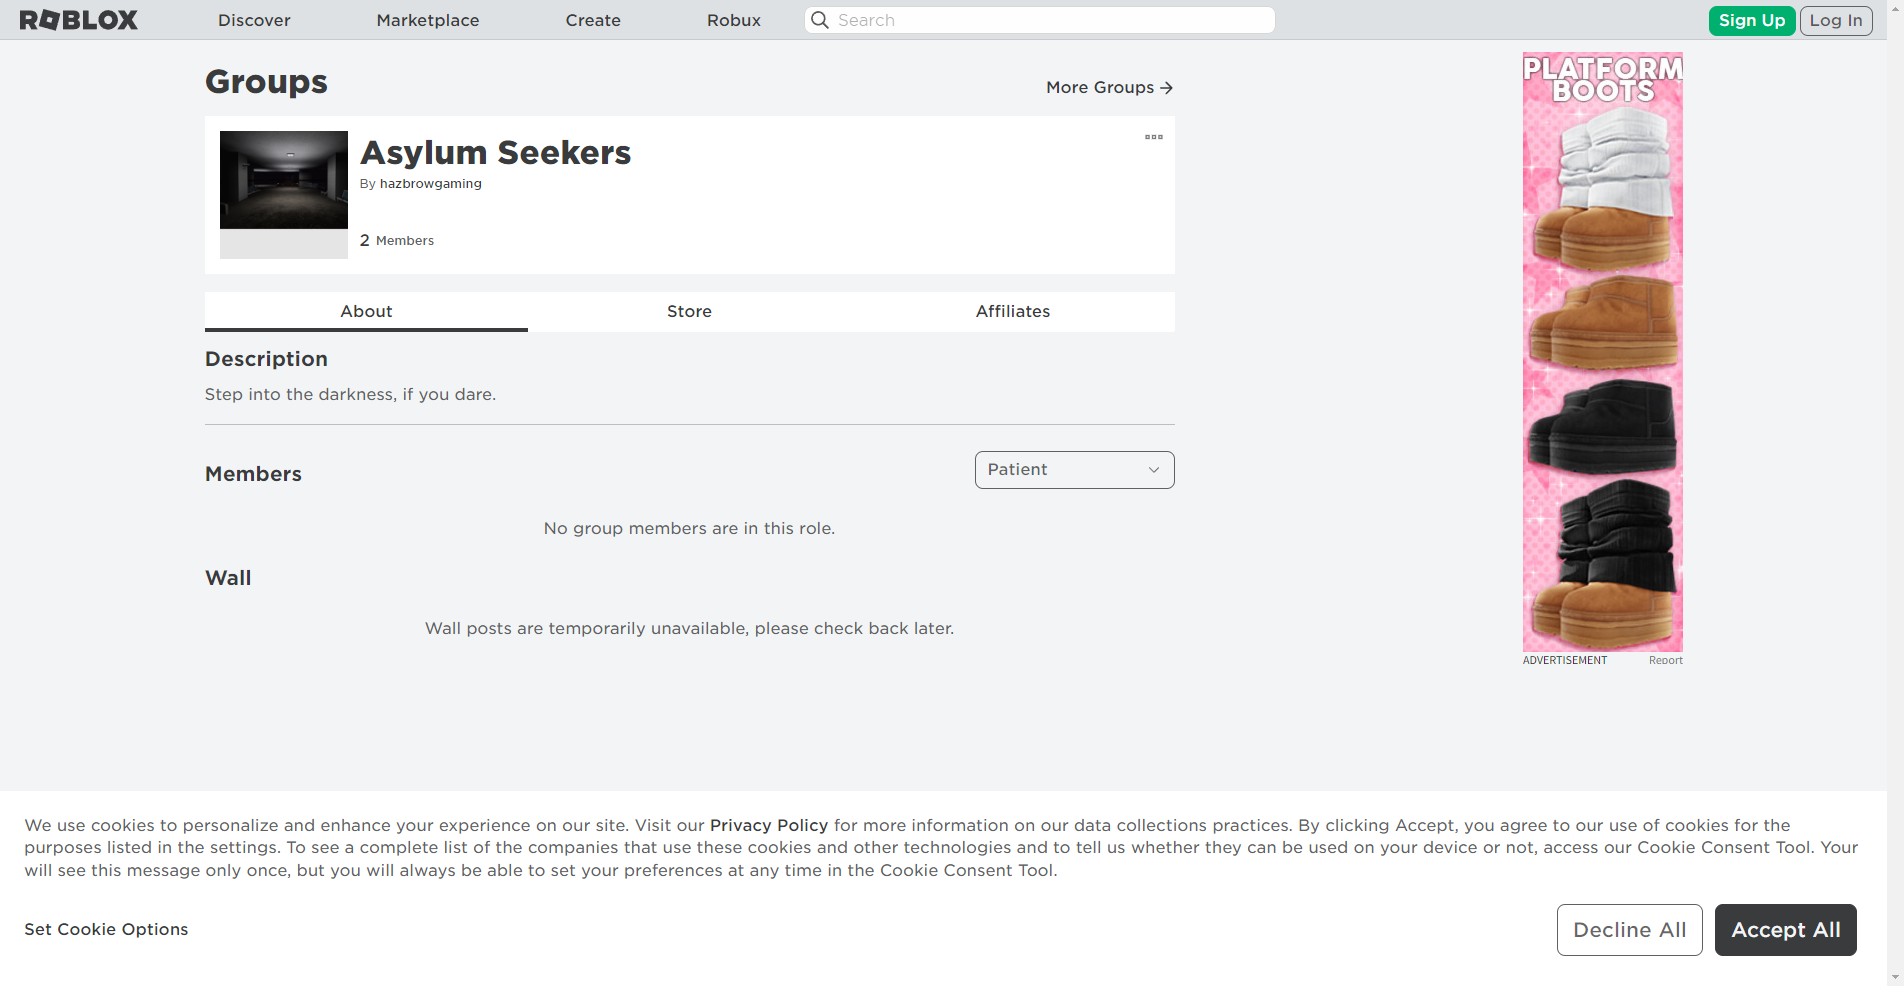 ROBLOX
Discover
Marketplace
Create
Robux
Search
Sign Up
Log In
Groups
More Groups
Asylum Seekers
By hazbrowgaming
2 Members
About
Store
Affiliates
Description
Step into the darkness, if you dare.
Members
Patient
No group members are in this role.
Wall
Wall posts are temporarily unavailable, please check back later.
PLATFORM
BOOTS
ADVERTISEMENT
Report
We use cookies to personalize and enhance your experience on our site. Visit our Privacy Policy for more information on our data collections practices. By clicking Accept, you agree to our use of cookies for the
purposes listed in the settings. To see a complete list of the companies that use these cookies and other technologies and to tell us whether they can be used on your device or not, access our Cookie Consent Tool. Your
will see this message only once, but you will always be able to set your preferences at any time in the Cookie Consent Tool.
Set Cookie Options
Decline All
Accept All